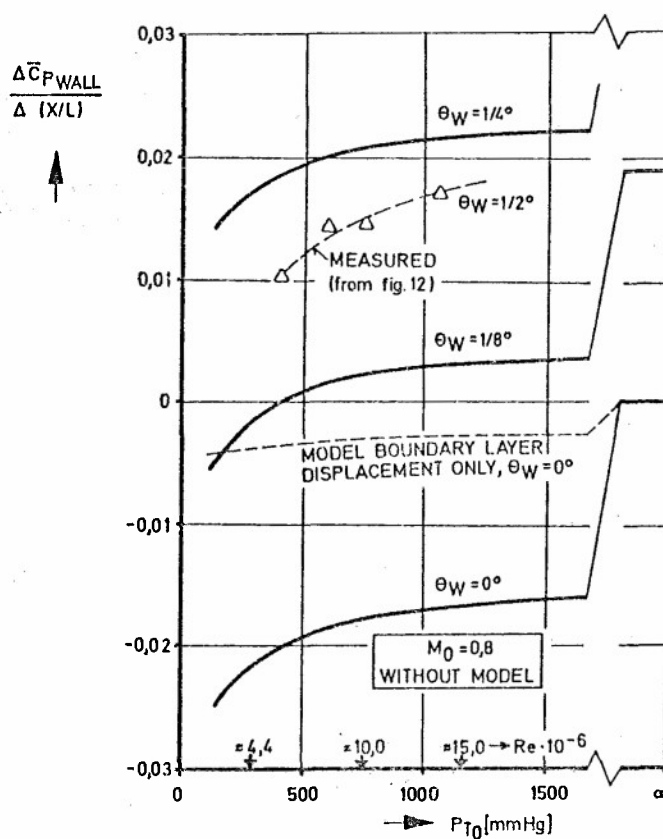 0,03
ΔC̄P WALL
Δ (X/L)
θW = 1/4°
0,02
θW = 1/2°
MEASURED
(from fig. 12)
0,01
θW = 1/8°
0
MODEL BOUNDARY LAYER
DISPLACEMENT ONLY, θW = 0°
-0,01
θW = 0°
-0,02
M0 = 0,8
WITHOUT MODEL
≈4,4
≈10,0
≈15,0 → Re · 10-6
-0,03
0
500
1000
1500
PT0 [mmHg]